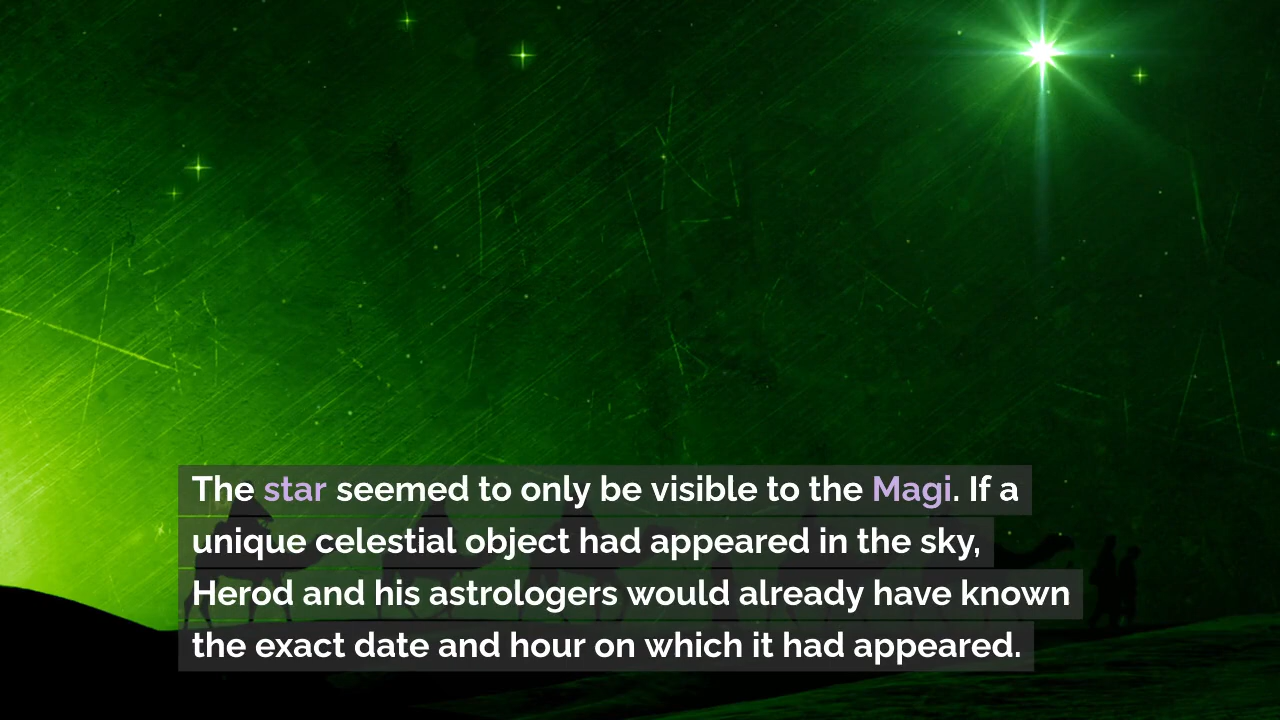 The star seemed to only be visible to the Magi. If a
unique celestial object had appeared in the sky,
Herod and his astrologers would already have known
the exact date and hour on which it had appeared.